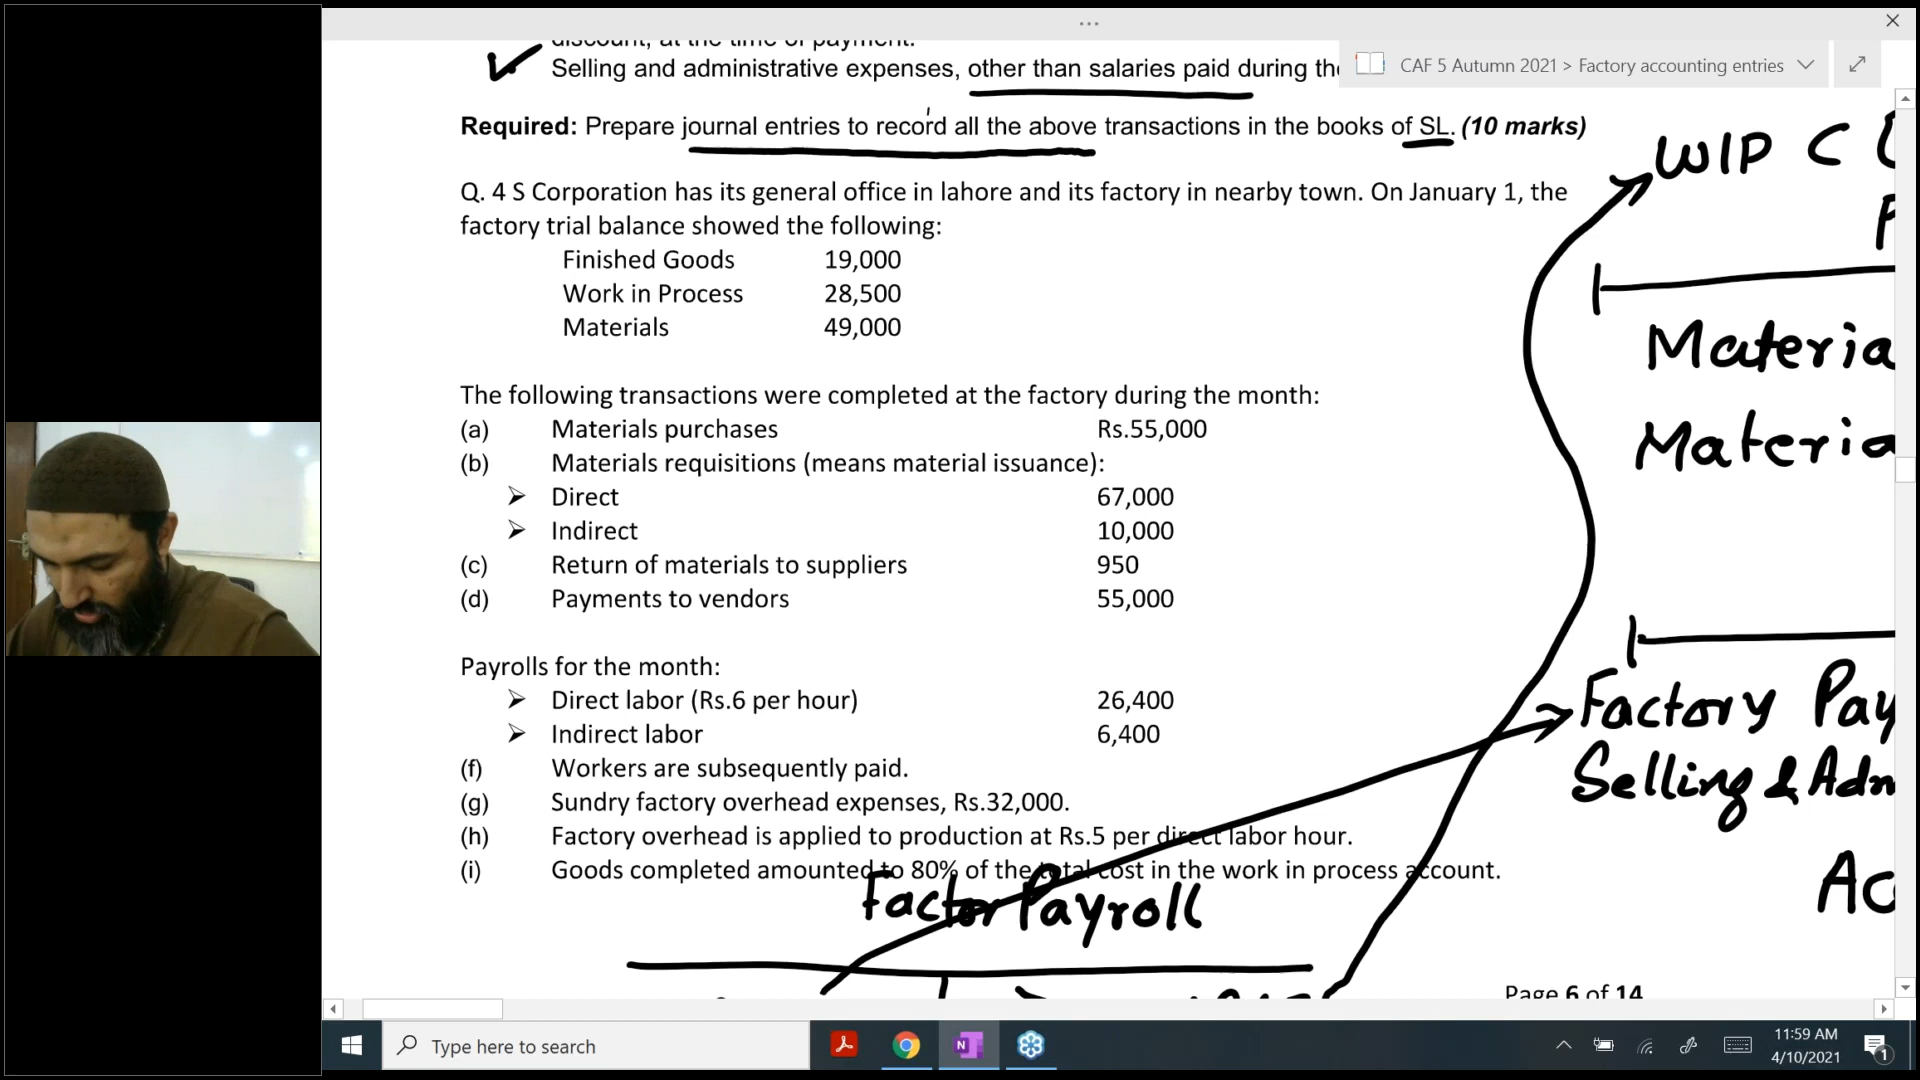 discount, at the time of payment.
Selling and administrative expenses, other than salaries paid during the
CAF 5 Autumn 2021 > Factory accounting entries
Required: Prepare journal entries to record all the above transactions in the books of SL. (10 marks)
WIP C
Q. 4 S Corporation has its general office in lahore and its factory in nearby town. On January 1, the
factory trial balance showed the following:
Finished Goods 19,000
Work in Process 28,500
Materials 49,000
Materia
The following transactions were completed at the factory during the month:
(a) Materials purchases Rs.55,000
Materia
(b) Materials requisitions (means material issuance):
➢ Direct 67,000
➢ Indirect 10,000
(c) Return of materials to suppliers 950
(d) Payments to vendors 55,000
Payrolls for the month:
➢ Direct labor (Rs.6 per hour) 26,400
Factory Pay
➢ Indirect labor 6,400
(f) Workers are subsequently paid.
Selling & Adm
(g) Sundry factory overhead expenses, Rs.32,000.
(h) Factory overhead is applied to production at Rs.5 per direct labor hour.
(i) Goods completed amounted to 80% of the total cost in the work in process account.
Ac
Factor Payroll
Page 6 of 14
Type here to search
11:59 AM
4/10/2021
1